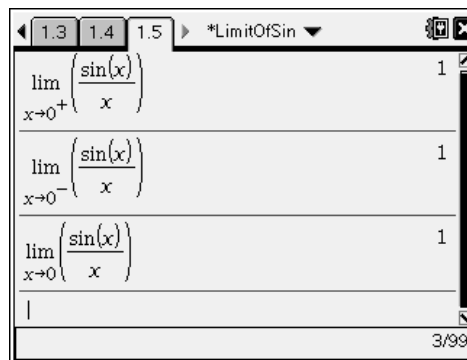 1.3 1.4 1.5 *LimitOfSin
lim x→0⁺ (sin(x)/x) 1
lim x→0⁻ (sin(x)/x) 1
lim x→0 (sin(x)/x) 1
3/99